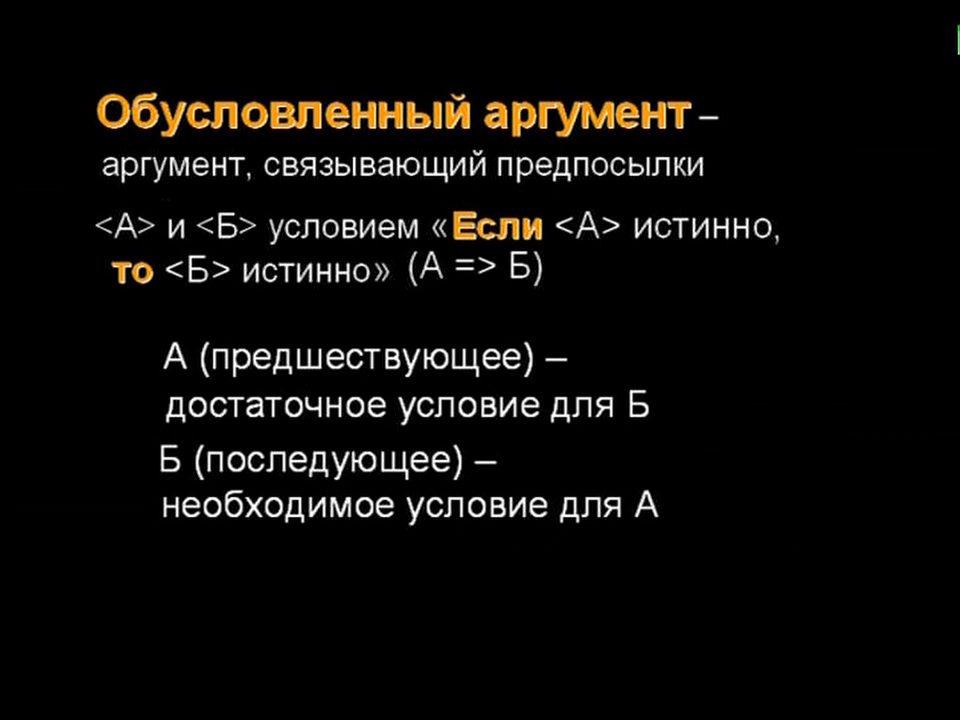 Обусловленный аргумент –
аргумент, связывающий предпосылки
<А> и <Б> условием «Если <А> истинно,
то <Б> истинно» (А => Б)
А (предшествующее) –
достаточное условие для Б
Б (последующее) –
необходимое условие для А